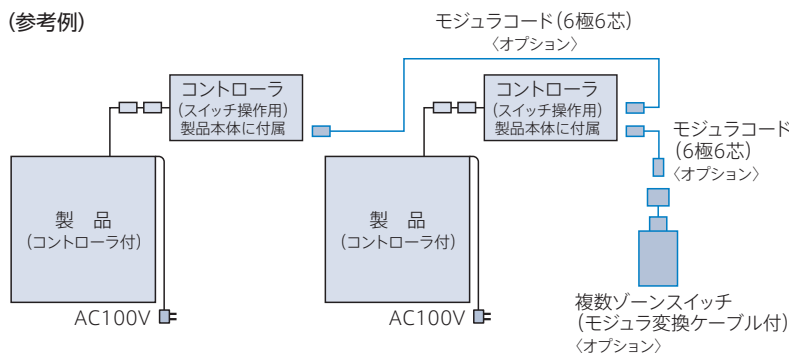 (参考例)
モジュラコード(6極6芯)
〈オプション〉
コントローラ
(スイッチ操作用)
製品本体に付属
コントローラ
(スイッチ操作用)
製品本体に付属
モジュラコード
(6極6芯)
〈オプション〉
製 品
(コントローラ付)
製 品
(コントローラ付)
AC100V
AC100V
複数ゾーンスイッチ
(モジュラ変換ケーブル付)
〈オプション〉